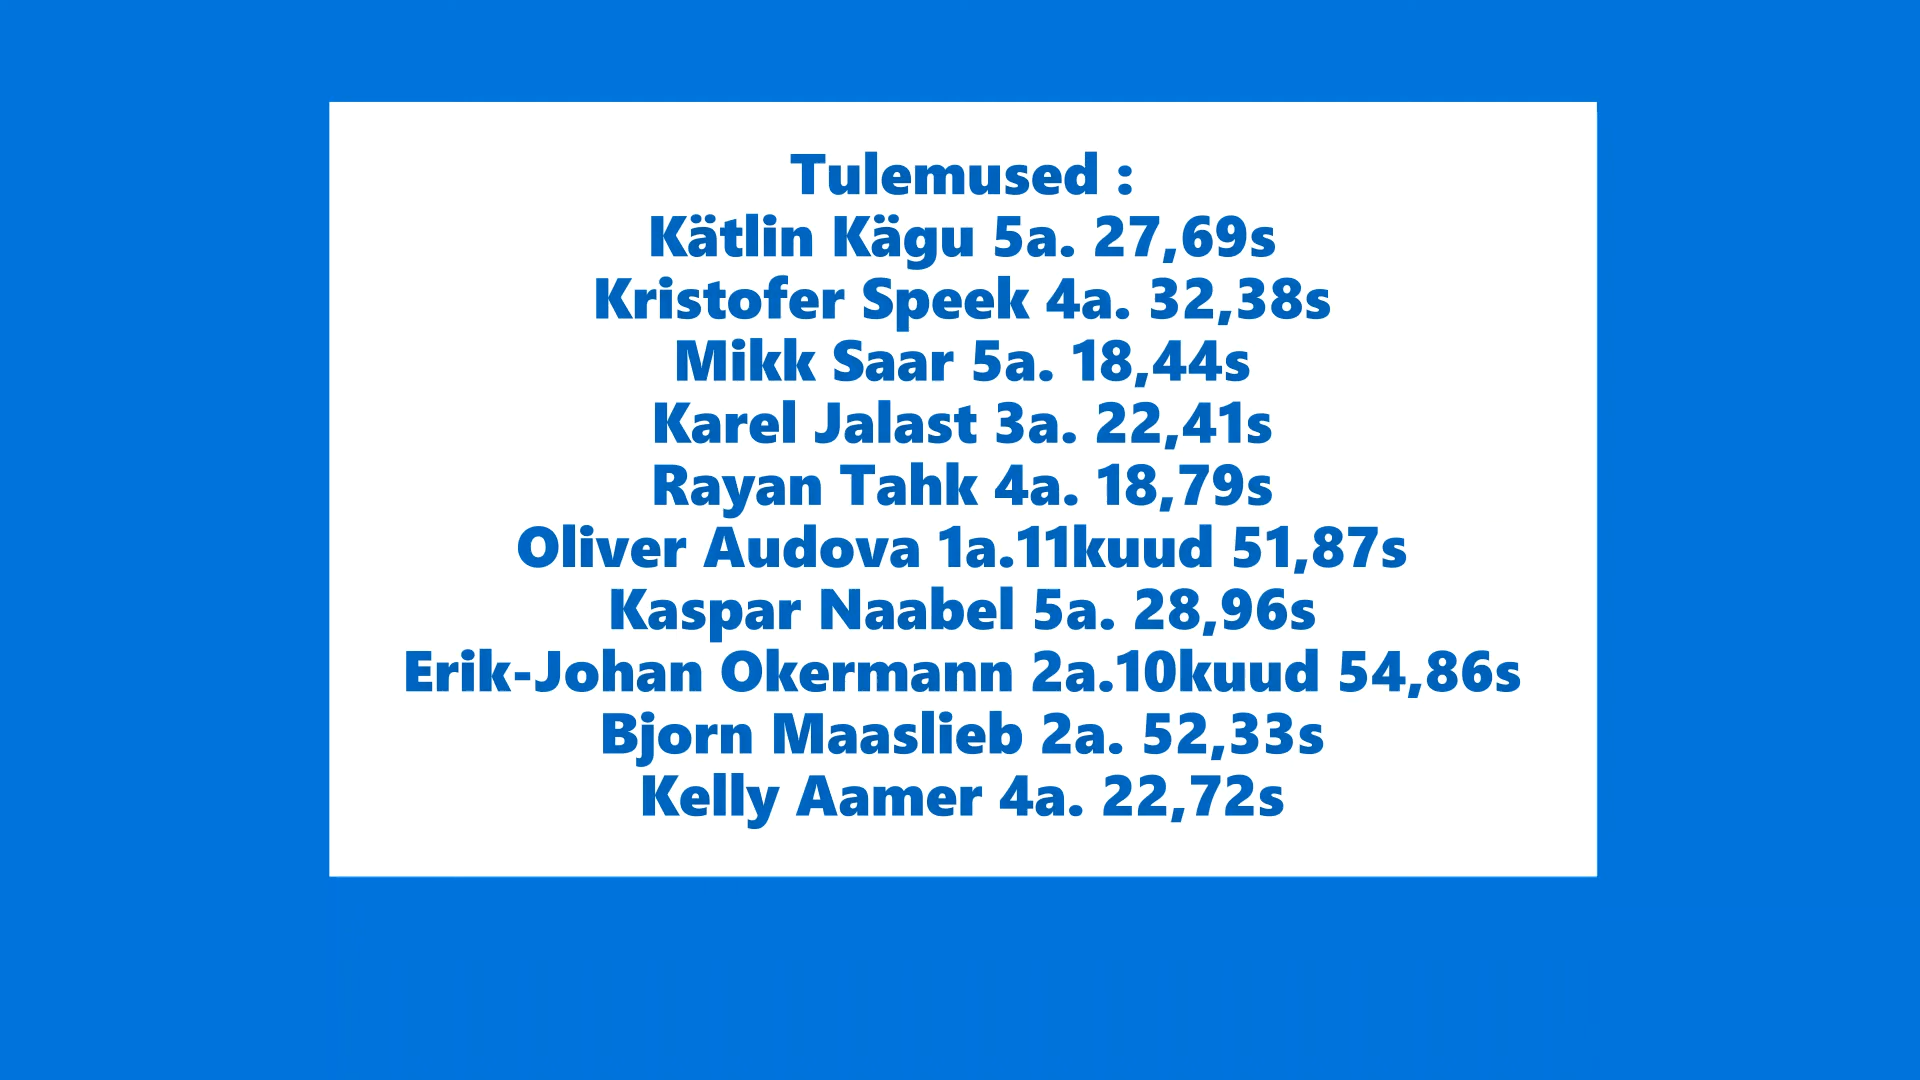 Tulemused :
Kätlin Kägu 5a. 27,69s
Kristofer Speek 4a. 32,38s
Mikk Saar 5a. 18,44s
Karel Jalast 3a. 22,41s
Rayan Tahk 4a. 18,79s
Oliver Audova 1a.11kuud 51,87s
Kaspar Naabel 5a. 28,96s
Erik-Johan Okermann 2a.10kuud 54,86s
Bjorn Maaslieb 2a. 52,33s
Kelly Aamer 4a. 22,72s